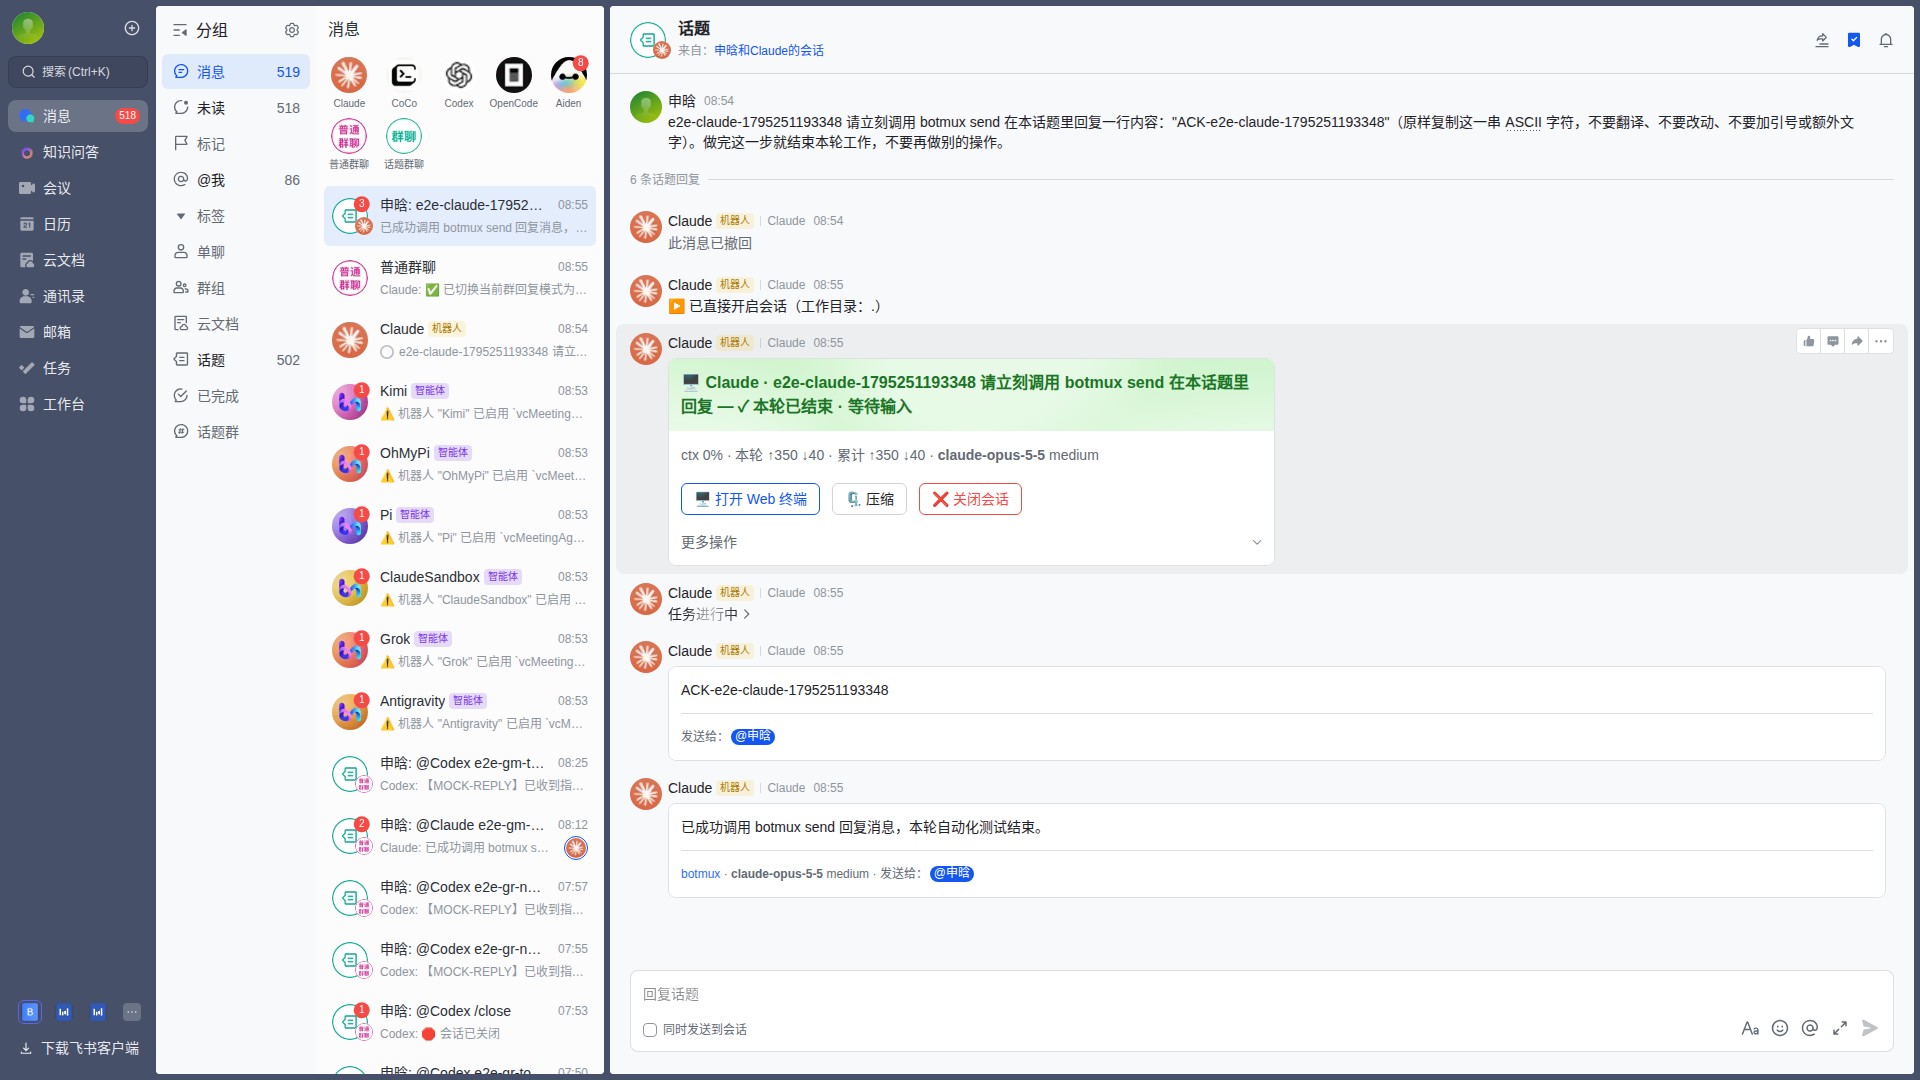 搜索 (Ctrl+K)
消息 518
知识问答
会议
日历
云文档
通讯录
邮箱
任务
工作台
下载飞书客户端
分组
消息 519
未读 518
标记
@我 86
标签
单聊
群组
云文档
话题 502
已完成
话题群
消息
Claude CoCo Codex OpenCode Aiden
8
普通群聊 群聊
普通群聊 话题群聊
3 申晗: e2e-claude-17952… 08:55
已成功调用 botmux send 回复消息，…
普通群聊
普通群聊 08:55
Claude: ✅ 已切换当前群回复模式为…
Claude 机器人 08:54
e2e-claude-1795251193348 请立…
1 Kimi 智能体 08:53
⚠️ 机器人 "Kimi" 已启用 `vcMeeting…
1 OhMyPi 智能体 08:53
⚠️ 机器人 "OhMyPi" 已启用 `vcMeet…
1 Pi 智能体 08:53
⚠️ 机器人 "Pi" 已启用 `vcMeetingAg…
1 ClaudeSandbox 智能体 08:53
⚠️ 机器人 "ClaudeSandbox" 已启用 …
1 Grok 智能体 08:53
⚠️ 机器人 "Grok" 已启用 `vcMeeting…
1 Antigravity 智能体 08:53
⚠️ 机器人 "Antigravity" 已启用 `vcM…
申晗: @Codex e2e-gm-t… 08:25
Codex: 【MOCK-REPLY】已收到指…
2 申晗: @Claude e2e-gm-… 08:12
Claude: 已成功调用 botmux s…
申晗: @Codex e2e-gr-n… 07:57
Codex: 【MOCK-REPLY】已收到指…
申晗: @Codex e2e-gr-n… 07:55
Codex: 【MOCK-REPLY】已收到指…
1 申晗: @Codex /close 07:53
Codex: 🛑 会话已关闭
申晗: @Codex e2e-gr-to… 07:50
话题
来自：申晗和Claude的会话
申晗 08:54
e2e-claude-1795251193348 请立刻调用 botmux send 在本话题里回复一行内容："ACK-e2e-claude-1795251193348"（原样复制这一串 ASCII 字符，不要翻译、不要改动、不要加引号或额外文
字）。做完这一步就结束本轮工作，不要再做别的操作。
6 条话题回复
Claude 机器人 | Claude 08:54
此消息已撤回
Claude 机器人 | Claude 08:55
▶️ 已直接开启会话（工作目录：.）
Claude 机器人 | Claude 08:55
🖥️ Claude · e2e-claude-1795251193348 请立刻调用 botmux send 在本话题里
回复 — ✓ 本轮已结束 · 等待输入
ctx 0% · 本轮 ↑350 ↓40 · 累计 ↑350 ↓40 · claude-opus-5-5 medium
🖥️ 打开 Web 终端 🗜️ 压缩 ❌ 关闭会话
更多操作
Claude 机器人 | Claude 08:55
任务进行中
Claude 机器人 | Claude 08:55
ACK-e2e-claude-1795251193348
发送给：@申晗
Claude 机器人 | Claude 08:55
已成功调用 botmux send 回复消息，本轮自动化测试结束。
botmux · claude-opus-5-5 medium · 发送给：@申晗
回复话题
同时发送到会话